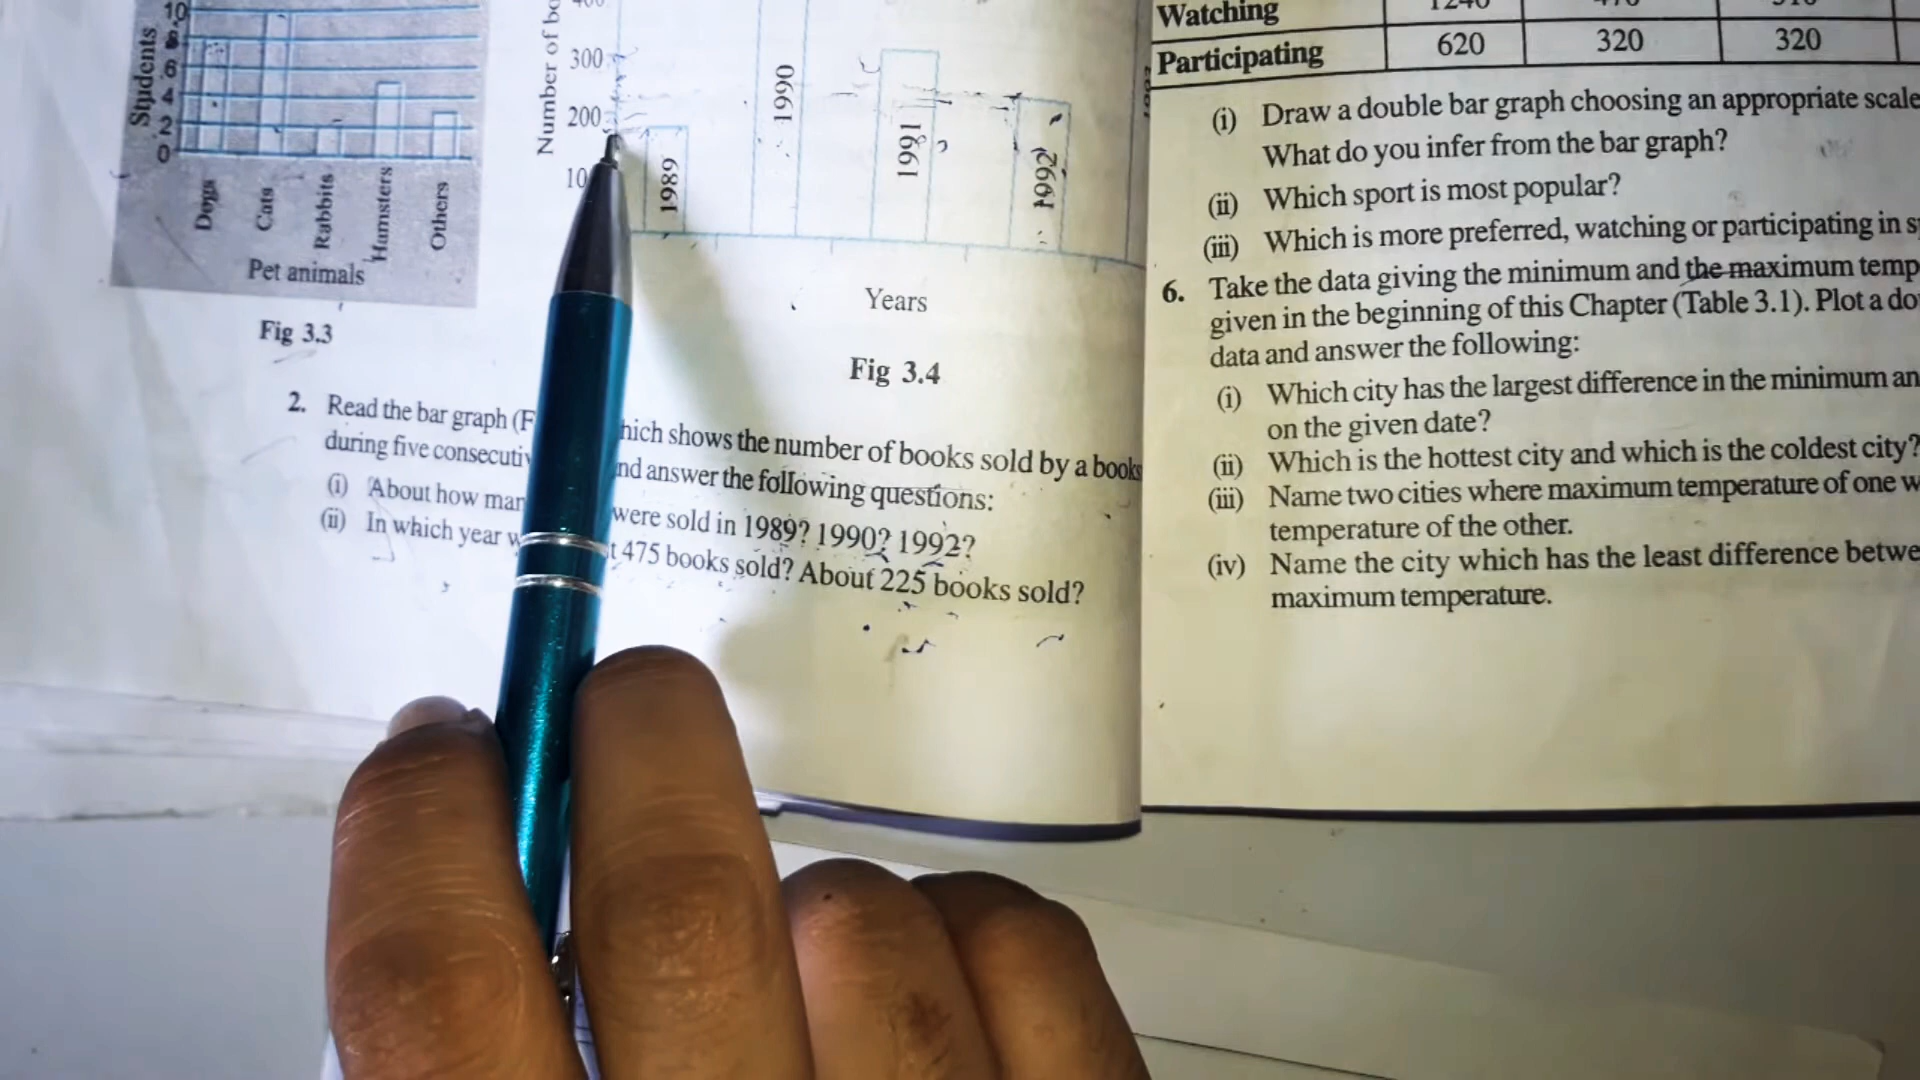 10
8
6
4
2
0
Students
Dogs
Cats
Rabbits
Hamsters
Others
Pet animals
Fig 3.3
Number of bo
400
300
200
10
1989
1990
1991
1992
Years
Fig 3.4
2. Read the bar graph (F hich shows the number of books sold by a books
during five consecutiv nd answer the following questions:
(i) About how man were sold in 1989? 1990? 1992?
(ii) In which year w t 475 books sold? About 225 books sold?
Watching 1240
Participating 620 320 320
(i) Draw a double bar graph choosing an appropriate scale
What do you infer from the bar graph?
(ii) Which sport is most popular?
(iii) Which is more preferred, watching or participating in s
6. Take the data giving the minimum and the maximum temp
given in the beginning of this Chapter (Table 3.1). Plot a do
data and answer the following:
(i) Which city has the largest difference in the minimum an
on the given date?
(ii) Which is the hottest city and which is the coldest city?
(iii) Name two cities where maximum temperature of one w
temperature of the other.
(iv) Name the city which has the least difference betwe
maximum temperature.